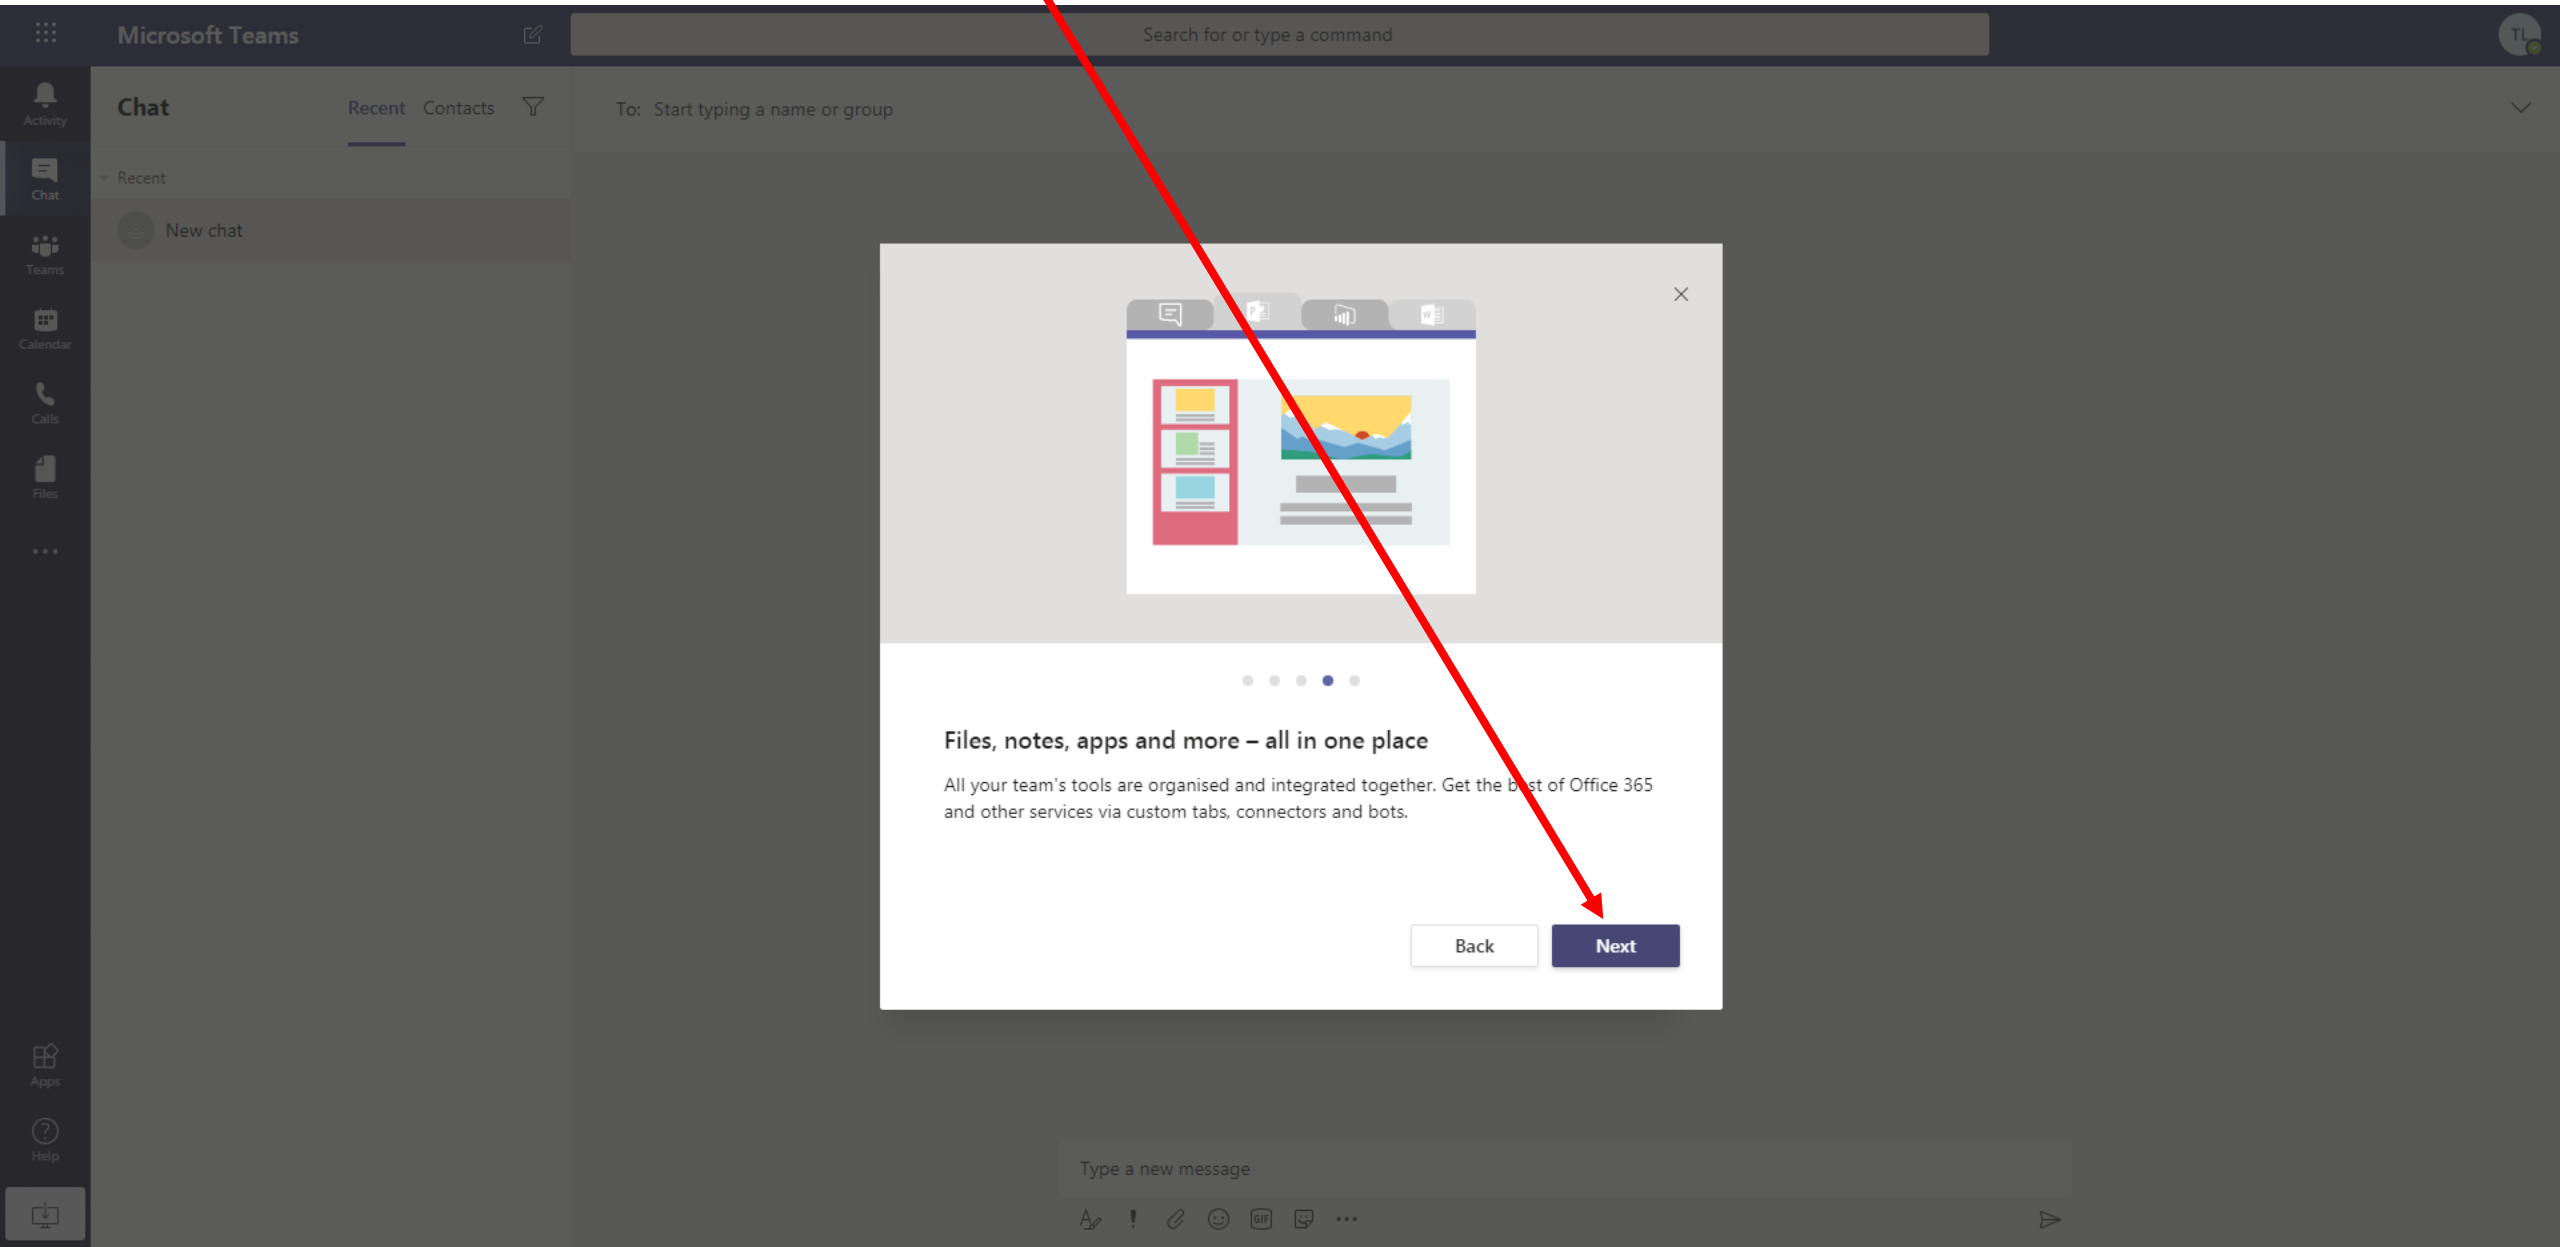 Microsoft Teams
Search for or type a command
TL
Activity
Chat
Teams
Calendar
Calls
Files
Apps
Help
Chat
Recent
Contacts
Recent
New chat
To: Start typing a name or group
P
W
Files, notes, apps and more – all in one place
All your team's tools are organised and integrated together. Get the best of Office 365
and other services via custom tabs, connectors and bots.
Back
Next
Type a new message
GIF